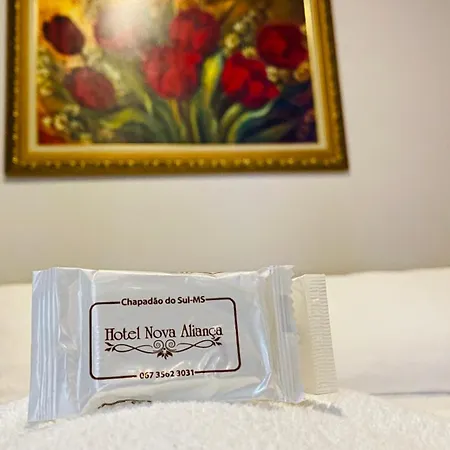 Chapadão do Sul-MS
Hotel Nova Aliança
067 3562 3031